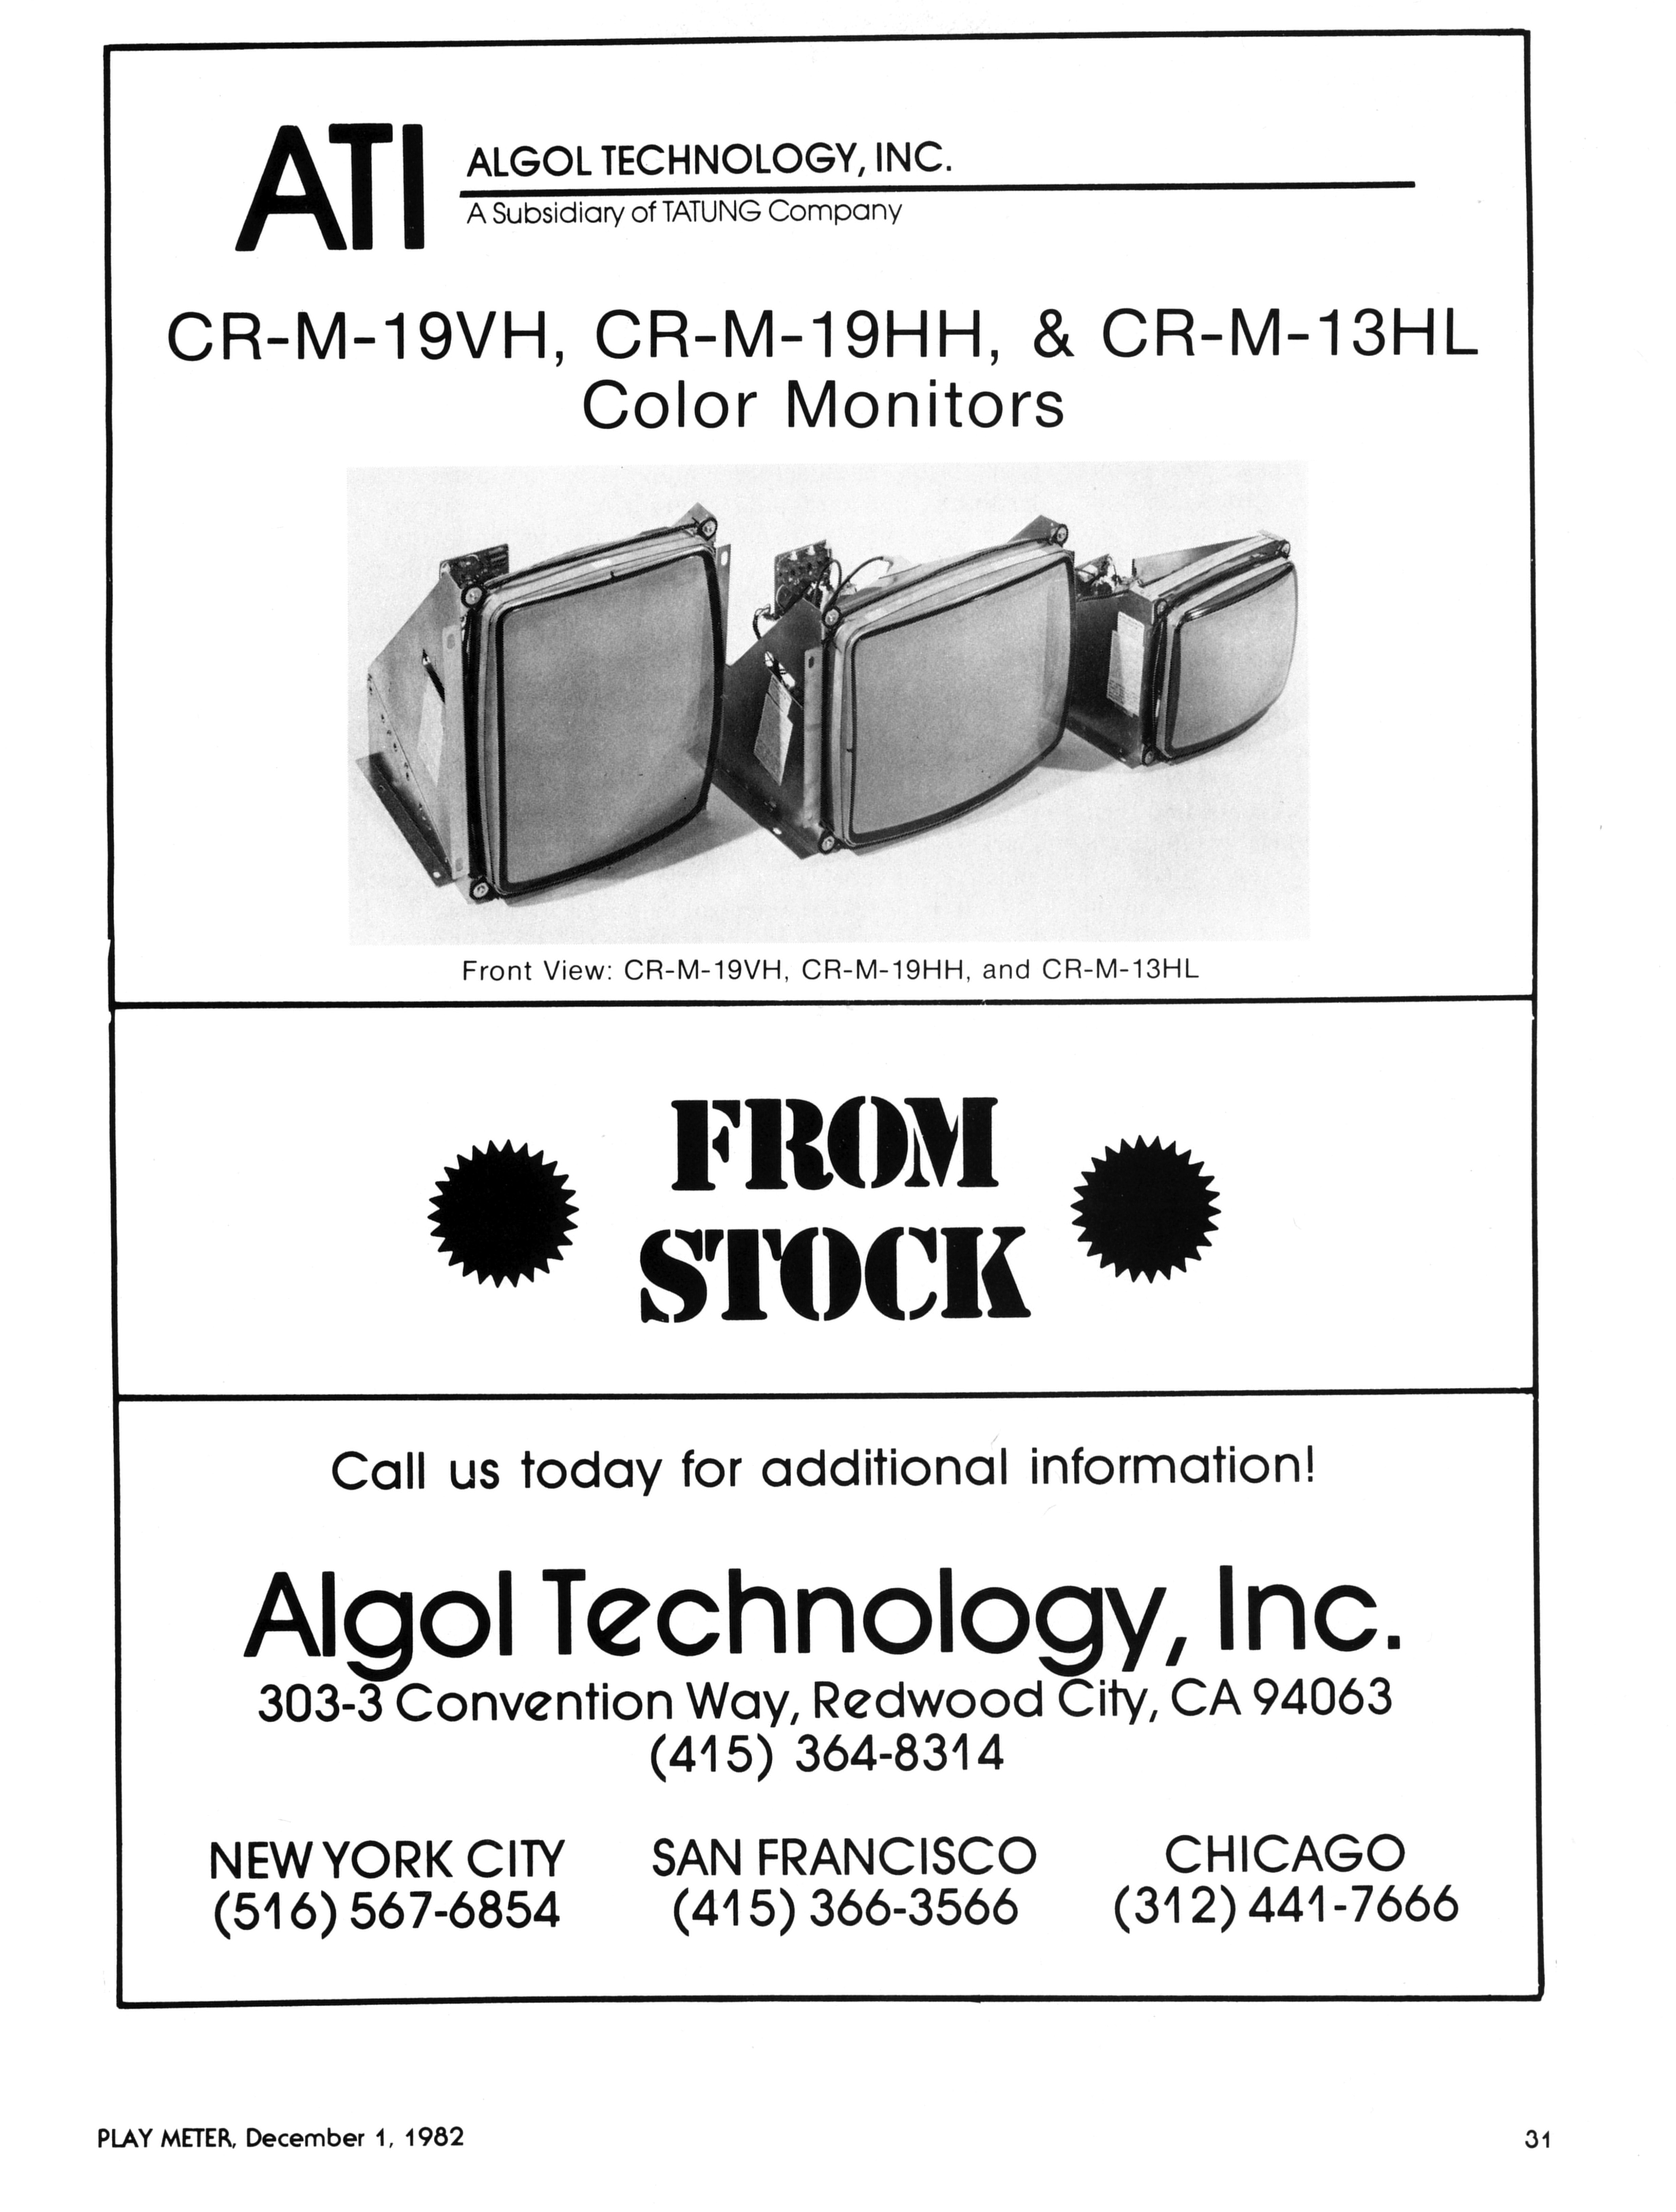 ATI
ALGOL TECHNOLOGY, INC.
A Subsidiary of TATUNG Company
CR-M-19VH, CR-M-19HH, & CR-M-13HL
Color Monitors
Front View: CR-M-19VH, CR-M-19HH, and CR-M-13HL
FROM
STOCK
Call us today for additional information!
Algol Technology, Inc.
303-3 Convention Way, Redwood City, CA 94063
(415) 364-8314
NEW YORK CITY
(516) 567-6854
SAN FRANCISCO
(415) 366-3566
CHICAGO
(312) 441-7666
PLAY METER, December 1, 1982
31